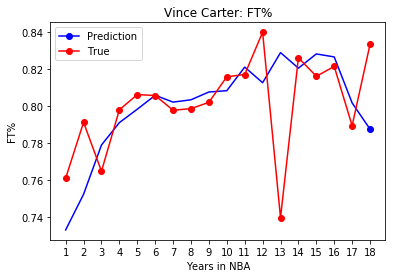 Vince Carter: FT%
Prediction
True
FT%
0.84
0.82
0.80
0.78
0.76
0.74
1 2 3 4 5 6 7 8 9 10 11 12 13 14 15 16 17 18
Years in NBA